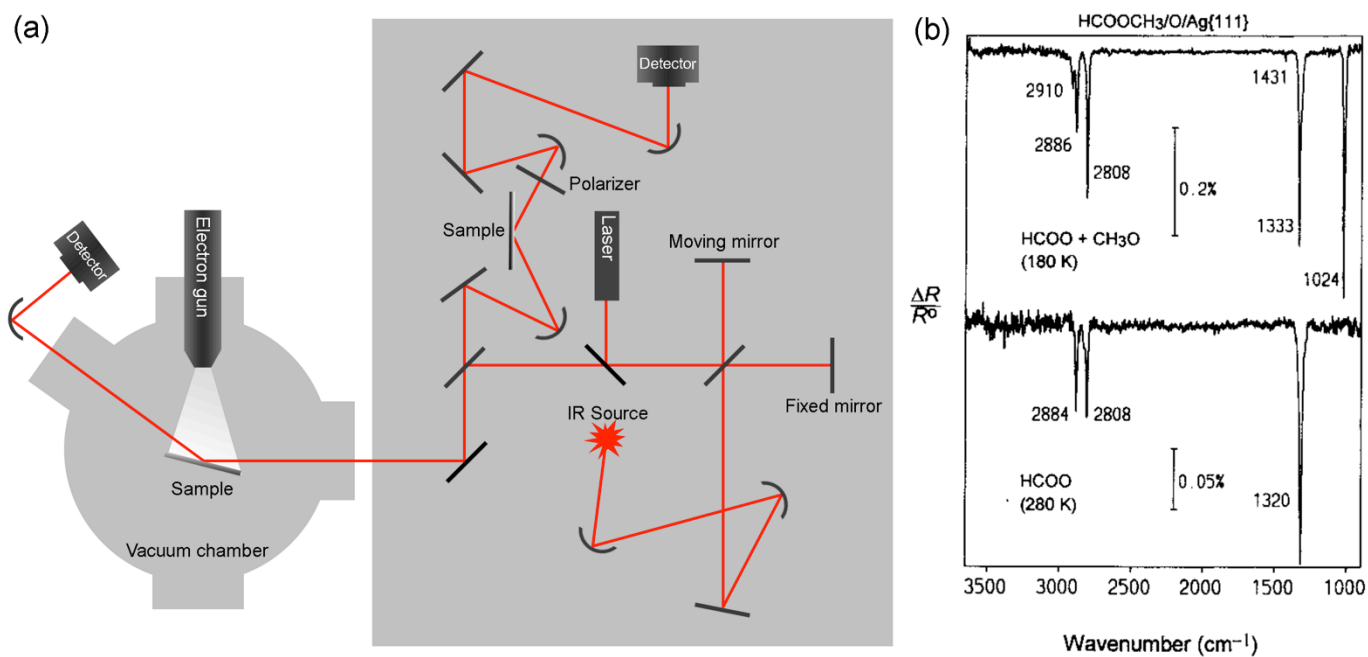 (a)
Detector
Polarizer
Sample
Laser
Moving mirror
Detector
Electron gun
IR Source
Fixed mirror
Sample
Vacuum chamber
(b)
HCOOCH₃/O/Ag{111}
2910
2886
2808
1431
0.2%
1333
1024
HCOO + CH₃O
(180 K)
ΔR
R⁰
2884
2808
HCOO
(280 K)
0.05%
1320
3500 3000 2500 2000 1500 1000
Wavenumber (cm⁻¹)